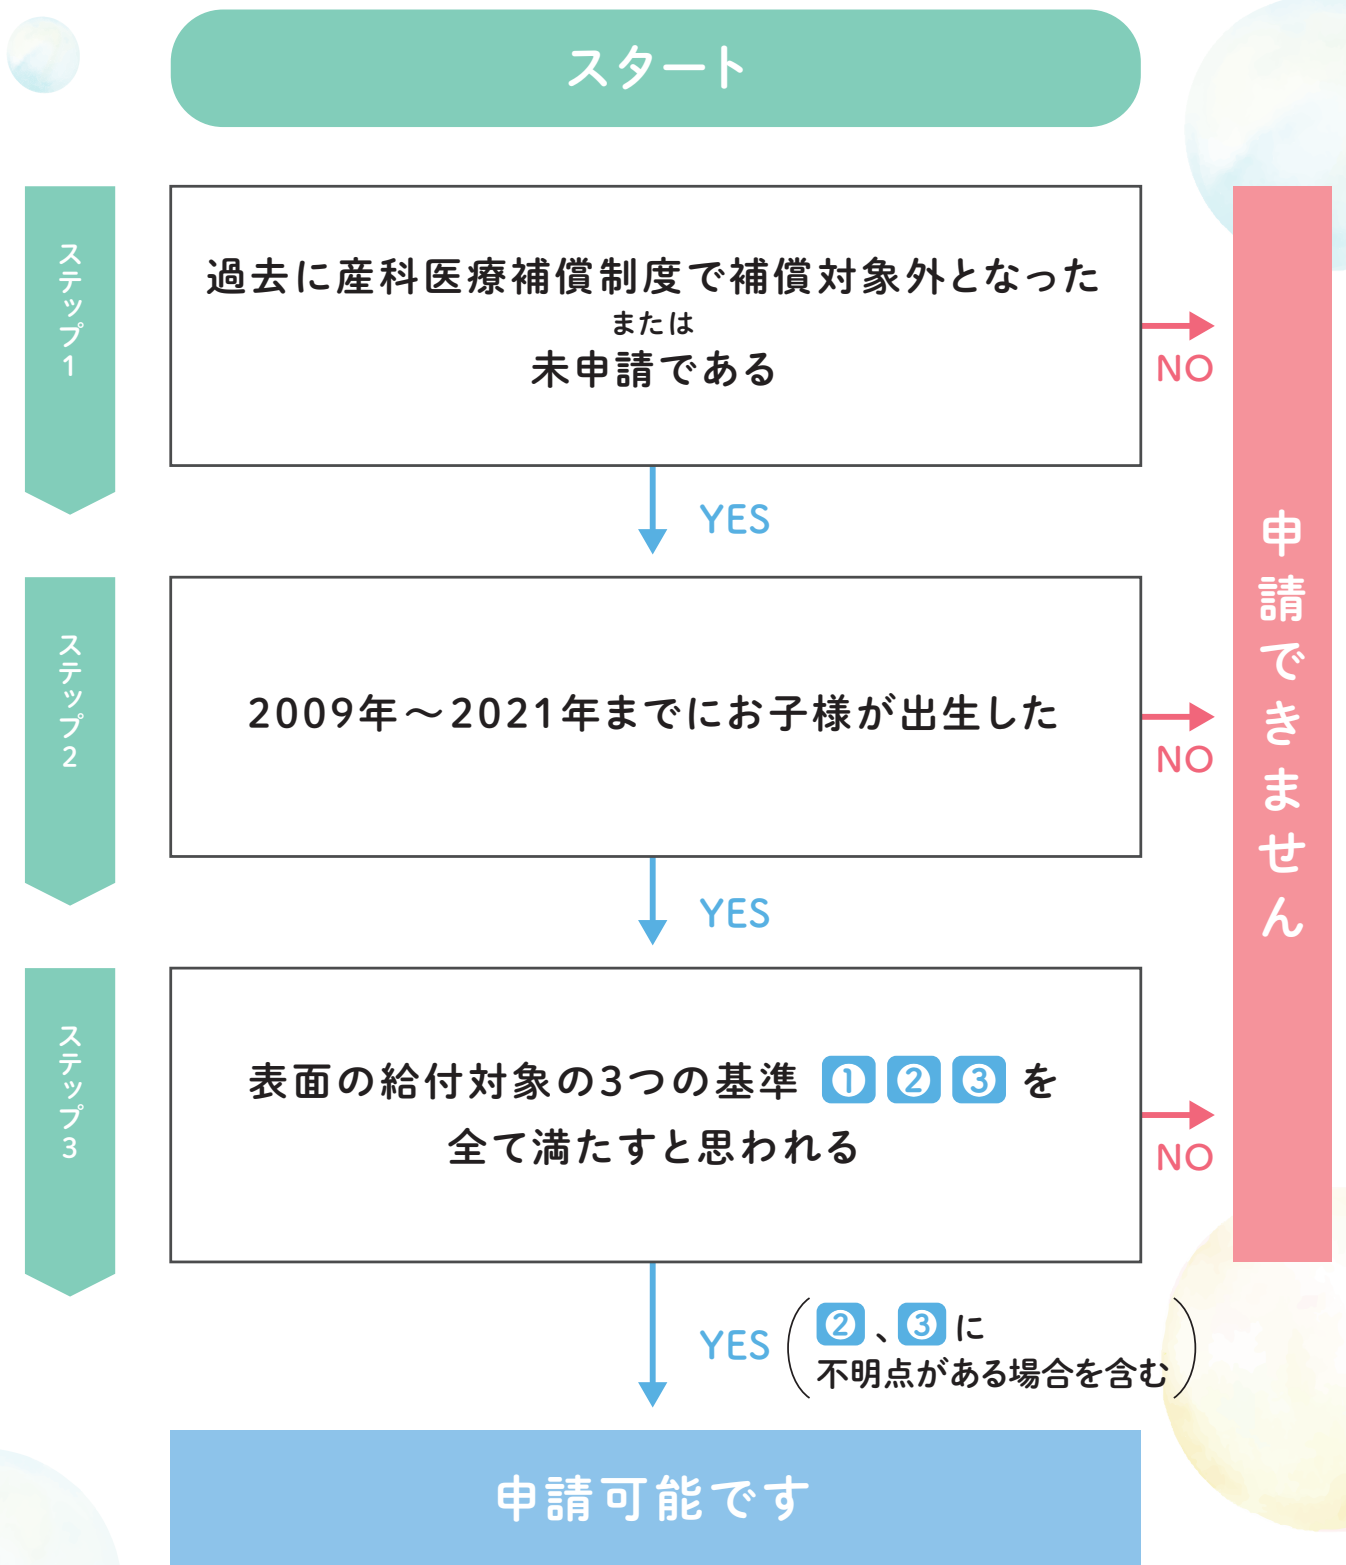 スタート
ステップ1
過去に産科医療補償制度で補償対象外となった
または
未申請である
NO
YES
ステップ2
2009年～2021年までにお子様が出生した
NO
YES
ステップ3
表面の給付対象の3つの基準 ❶ ❷ ❸ を
全て満たすと思われる
NO
YES
❷、❸に
不明点がある場合を含む
申請できません
申請可能です